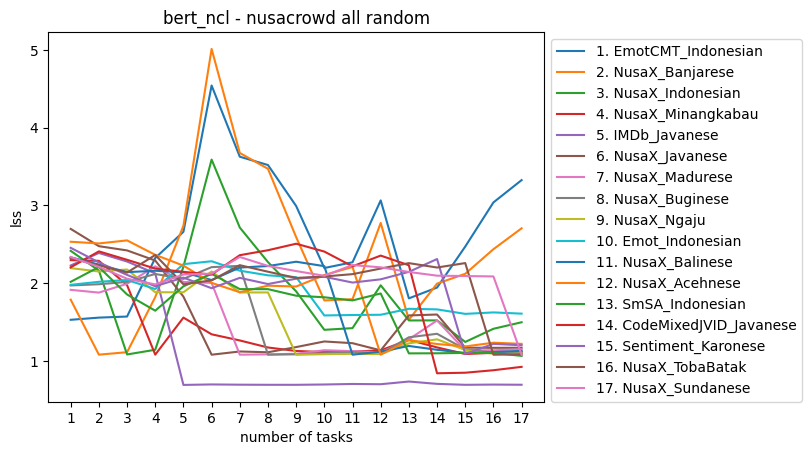 bert_ncl - nusacrowd all random
lss
5
4
3
2
1
1 2 3 4 5 6 7 8 9 10 11 12 13 14 15 16 17
number of tasks
1. EmotCMT_Indonesian
2. NusaX_Banjarese
3. NusaX_Indonesian
4. NusaX_Minangkabau
5. IMDb_Javanese
6. NusaX_Javanese
7. NusaX_Madurese
8. NusaX_Buginese
9. NusaX_Ngaju
10. Emot_Indonesian
11. NusaX_Balinese
12. NusaX_Acehnese
13. SmSA_Indonesian
14. CodeMixedJVID_Javanese
15. Sentiment_Karonese
16. NusaX_TobaBatak
17. NusaX_Sundanese